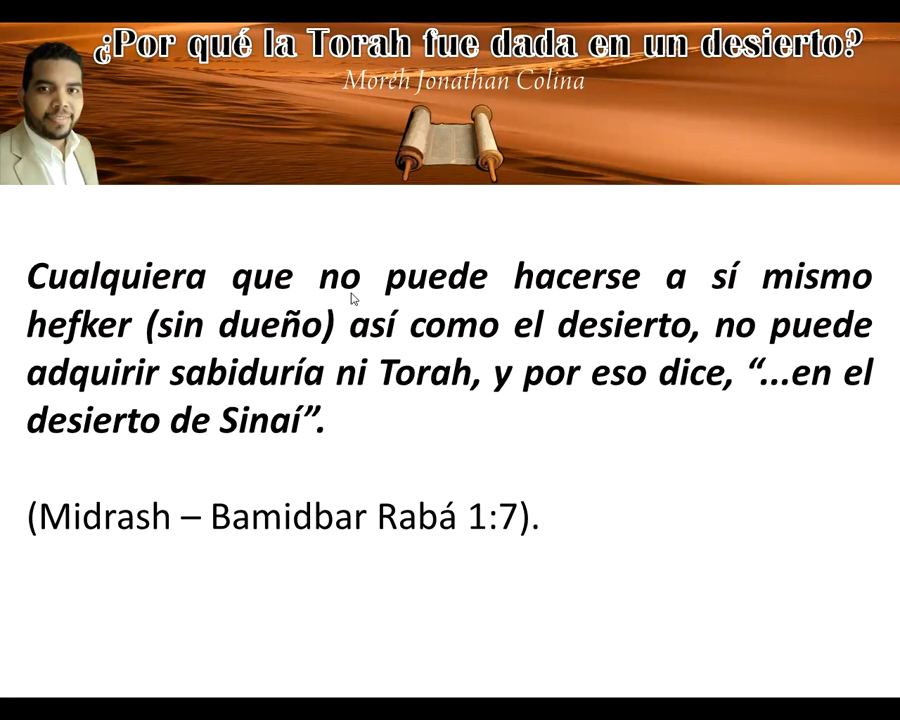 ¿Por qué la Torah fue dada en un desierto?
Moréh Jonathan Colina
Cualquiera que no puede hacerse a sí mismo
hefker (sin dueño) así como el desierto, no puede
adquirir sabiduría ni Torah, y por eso dice, “...en el
desierto de Sinaí”.
(Midrash – Bamidbar Rabá 1:7).